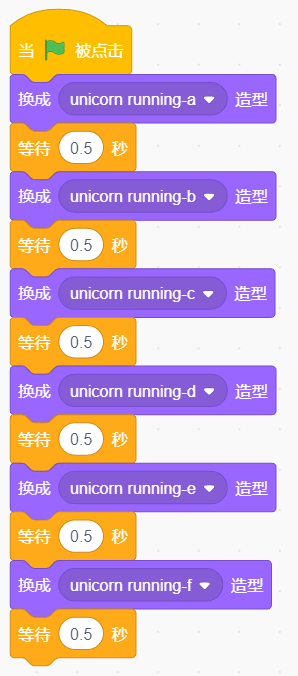 当 被点击
换成 unicorn running-a 造型
等待 0.5 秒
换成 unicorn running-b 造型
等待 0.5 秒
换成 unicorn running-c 造型
等待 0.5 秒
换成 unicorn running-d 造型
等待 0.5 秒
换成 unicorn running-e 造型
等待 0.5 秒
换成 unicorn running-f 造型
等待 0.5 秒